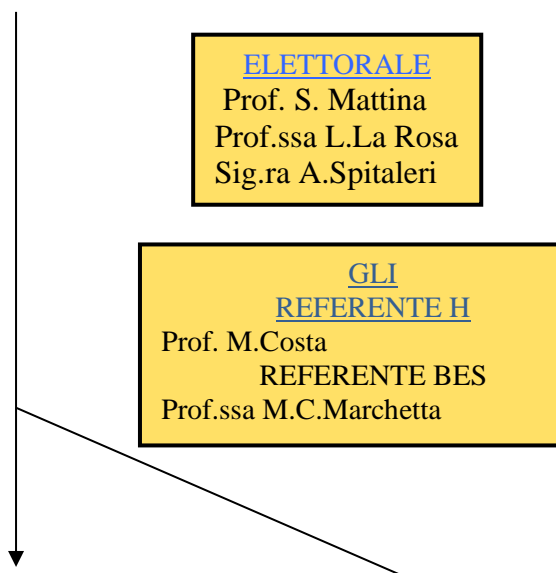 ELETTORALE
Prof. S. Mattina
Prof.ssa L.La Rosa
Sig.ra A.Spitaleri
GLI
REFERENTE H
Prof. M.Costa
REFERENTE BES
Prof.ssa M.C.Marchetta